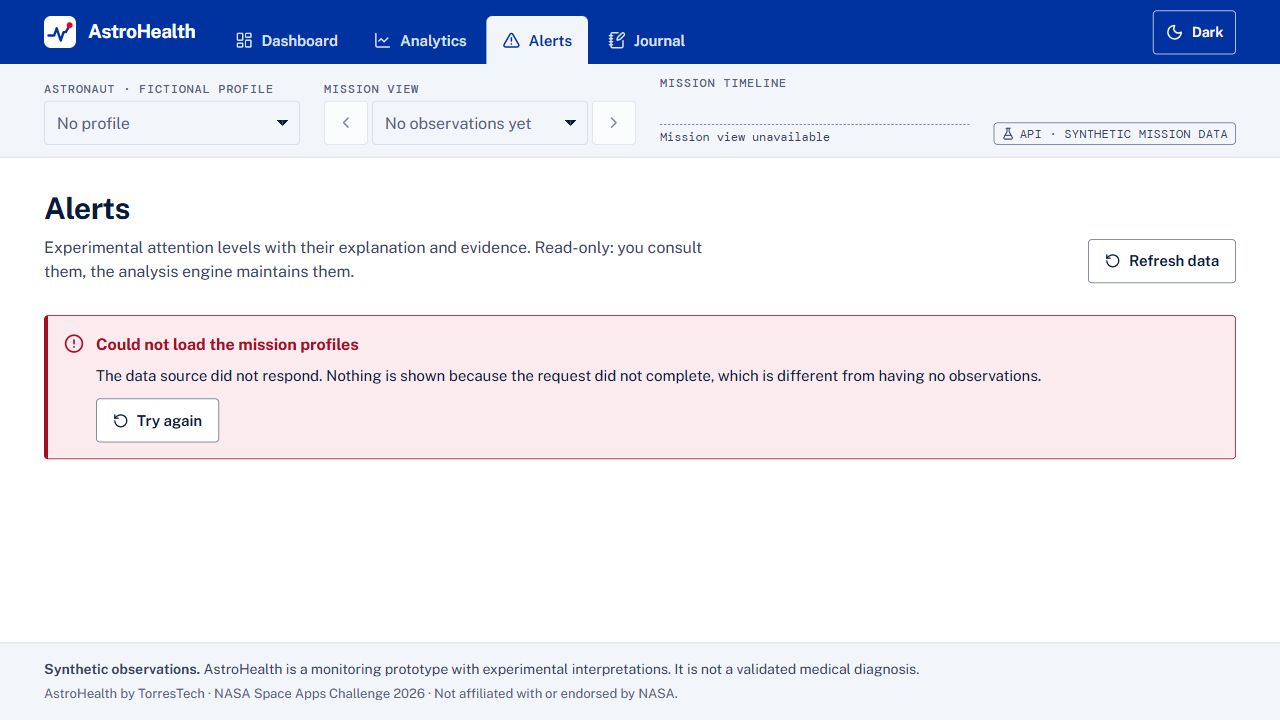 AstroHealth
Dashboard
Analytics
Alerts
Journal
Dark
ASTRONAUT · FICTIONAL PROFILE
No profile
MISSION VIEW
No observations yet
MISSION TIMELINE
Mission view unavailable
API · SYNTHETIC MISSION DATA
Alerts
Experimental attention levels with their explanation and evidence. Read-only: you consult
them, the analysis engine maintains them.
Refresh data
Could not load the mission profiles
The data source did not respond. Nothing is shown because the request did not complete, which is different from having no observations.
Try again
Synthetic observations. AstroHealth is a monitoring prototype with experimental interpretations. It is not a validated medical diagnosis.
AstroHealth by TorresTech · NASA Space Apps Challenge 2026 · Not affiliated with or endorsed by NASA.